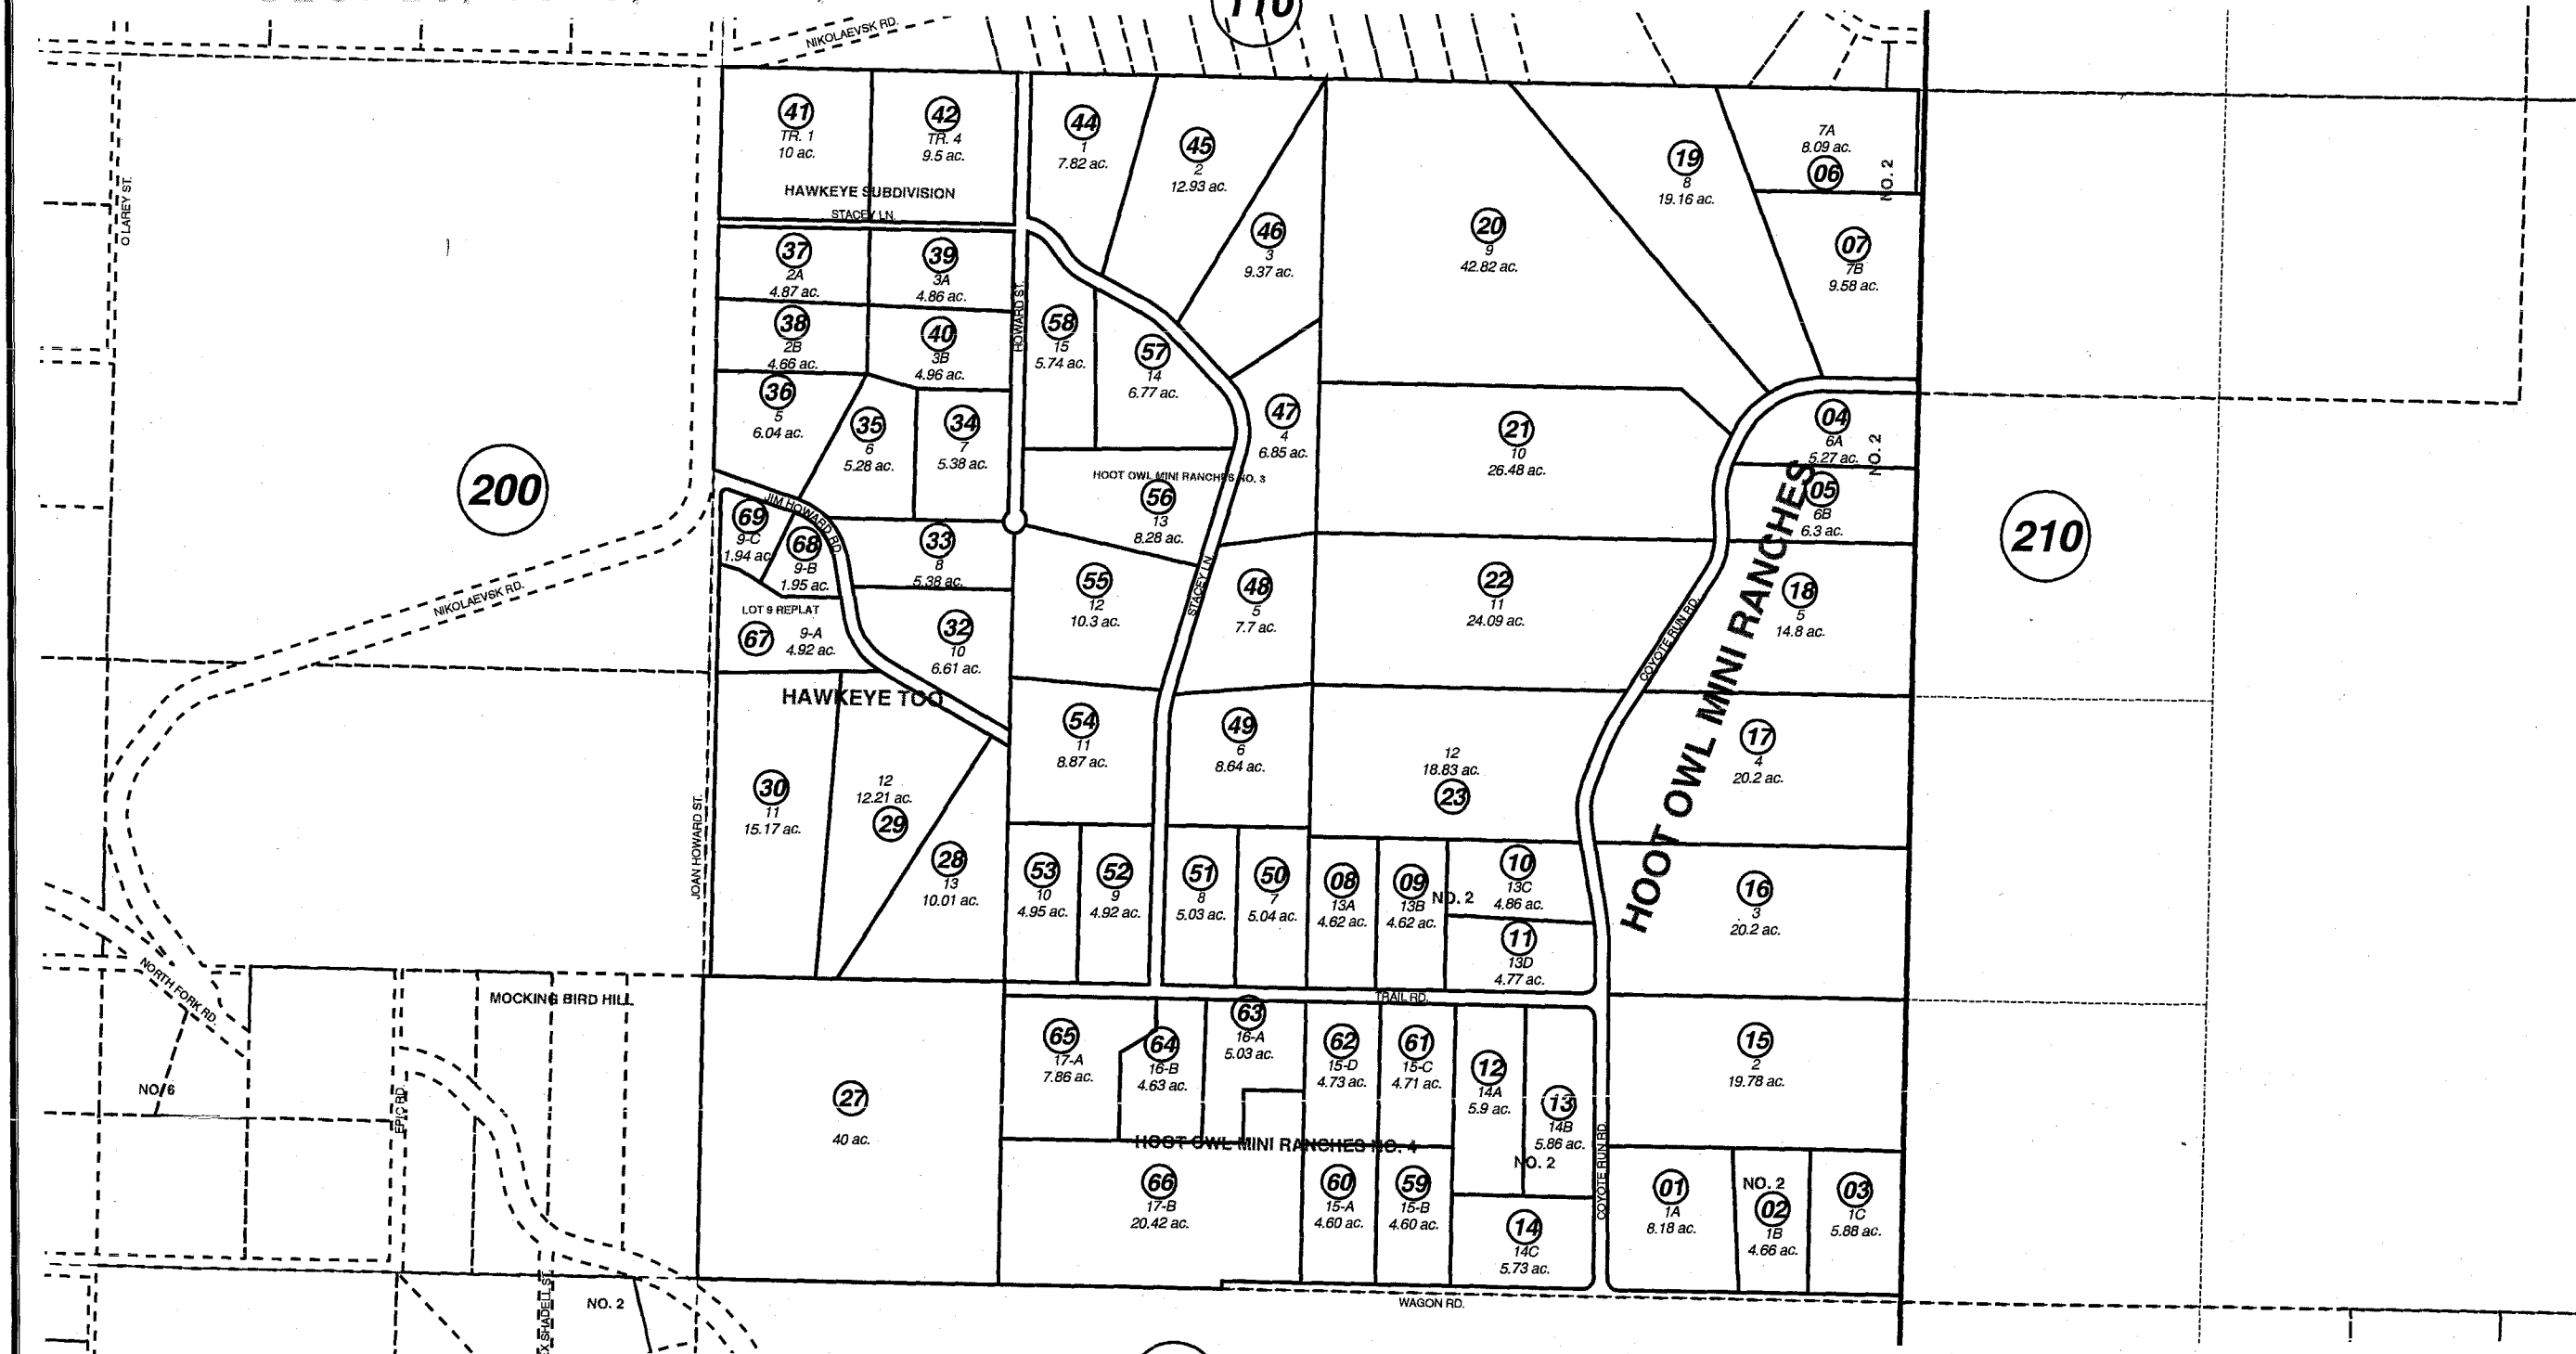 110
NIKOLAEVSK RD.
41
TR. 1
10 ac.
42
TR. 4
9.5 ac.
HAWKEYE SUBDIVISION
STACEY LN.
44
1
7.82 ac.
45
2
12.93 ac.
46
3
9.37 ac.
20
9
42.82 ac.
19
8
19.16 ac.
7A
8.09 ac.
06
NO. 2
07
7B
9.58 ac.
O LAREY ST.
37
2A
4.87 ac.
39
3A
4.86 ac.
38
2B
4.66 ac.
40
3B
4.96 ac.
HOWARD ST.
58
15
5.74 ac.
57
14
6.77 ac.
36
5
6.04 ac.
35
6
5.28 ac.
34
7
5.38 ac.
47
4
6.85 ac.
21
10
26.48 ac.
04
6A
5.27 ac.
NO. 2
05
6B
6.3 ac.
200
210
HOOT OWL MINI RANCHES NO. 3
56
13
8.28 ac.
JIM HOWARD RD.
69
9-C
1.94 ac
68
9-B
1.95 ac.
33
8
5.38 ac.
NIKOLAEVSK RD.
LOT 9 REPLAT
67
9-A
4.92 ac.
32
10
6.61 ac.
55
12
10.3 ac.
STACEY LN.
48
5
7.7 ac.
22
11
24.09 ac.
COYOTE RUN RD.
18
5
14.8 ac.
HOOT OWL MINI RANCHES
HAWKEYE TOO
54
11
8.87 ac.
49
6
8.64 ac.
12
18.83 ac.
23
17
4
20.2 ac.
JOAN HOWARD ST.
30
11
15.17 ac.
12
12.21 ac.
29
28
13
10.01 ac.
53
10
4.95 ac.
52
9
4.92 ac.
51
8
5.03 ac.
50
7
5.04 ac.
08
13A
4.62 ac.
09
13B
4.62 ac.
NO. 2
10
13C
4.86 ac.
11
13D
4.77 ac.
16
3
20.2 ac.
NORTH FORK RD.
MOCKING BIRD HILL
TRAIL RD.
NO. 6
EPIC RD.
27
40 ac.
65
17-A
7.86 ac.
64
16-B
4.63 ac.
63
16-A
5.03 ac.
62
15-D
4.73 ac.
61
15-C
4.71 ac.
12
14A
5.9 ac.
13
14B
5.86 ac.
NO. 2
15
2
19.78 ac.
HOOT OWL MINI RANCHES NO. 4
66
17-B
20.42 ac.
60
15-A
4.60 ac.
59
15-B
4.60 ac.
14
14C
5.73 ac.
COYOTE RUN RD.
01
1A
8.18 ac.
NO. 2
02
1B
4.66 ac.
03
1C
5.88 ac.
SHADELL ST.
NO. 2
WAGON RD.